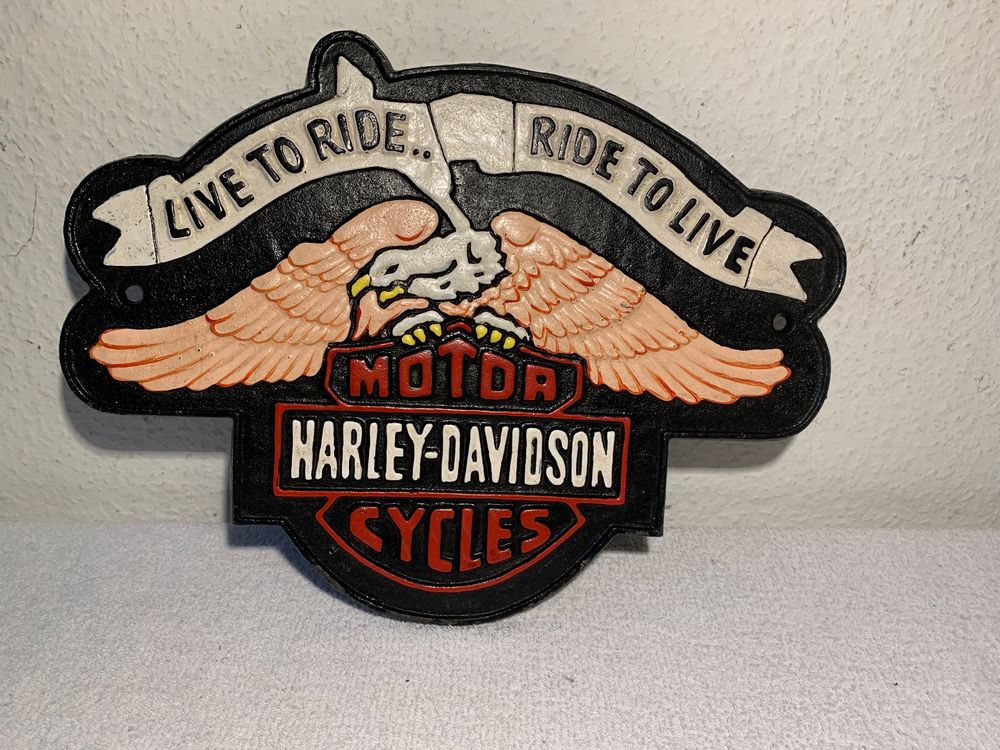 LIVE TO RIDE..
RIDE TO LIVE
MOTOR
HARLEY-DAVIDSON
CYCLES